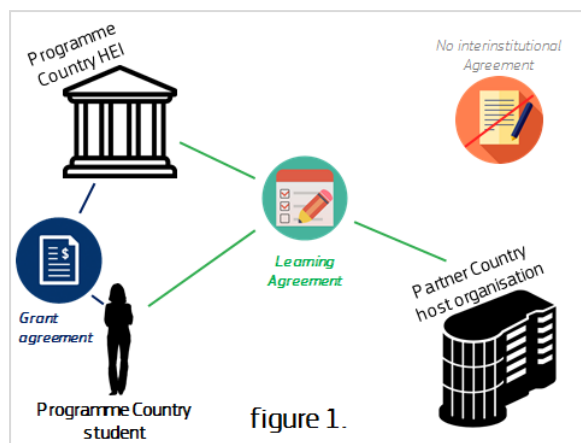 Programme
Country HEI
No interinstitutional
Agreement
$
Learning
Agreement
Partner Country
host organisation
Grant
agreement
Programme Country
student
figure 1.